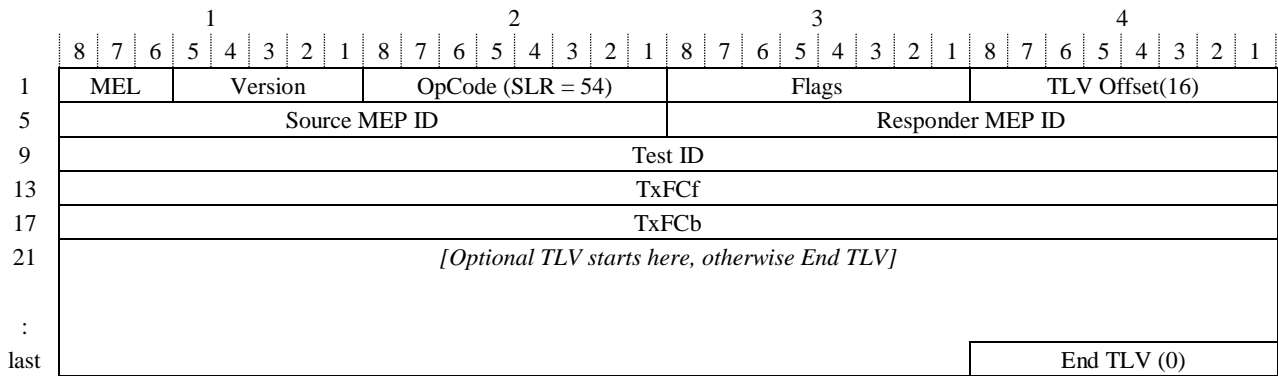 1 2 3 4
8 7 6 5 4 3 2 1 8 7 6 5 4 3 2 1 8 7 6 5 4 3 2 1 8 7 6 5 4 3 2 1
1 MEL Version OpCode (SLR = 54) Flags TLV Offset(16)
5 Source MEP ID Responder MEP ID
9 Test ID
13 TxFCf
17 TxFCb
21 [Optional TLV starts here, otherwise End TLV]
:
last End TLV (0)